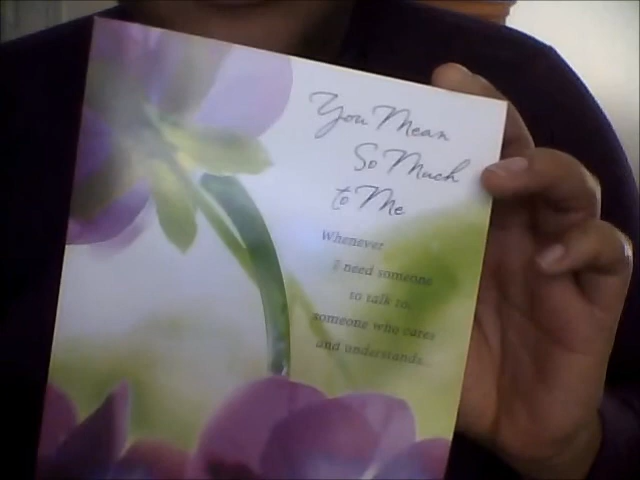 You Mean
So Much
to Me
Whenever
I need someone
to talk to,
someone who cares
and understands...